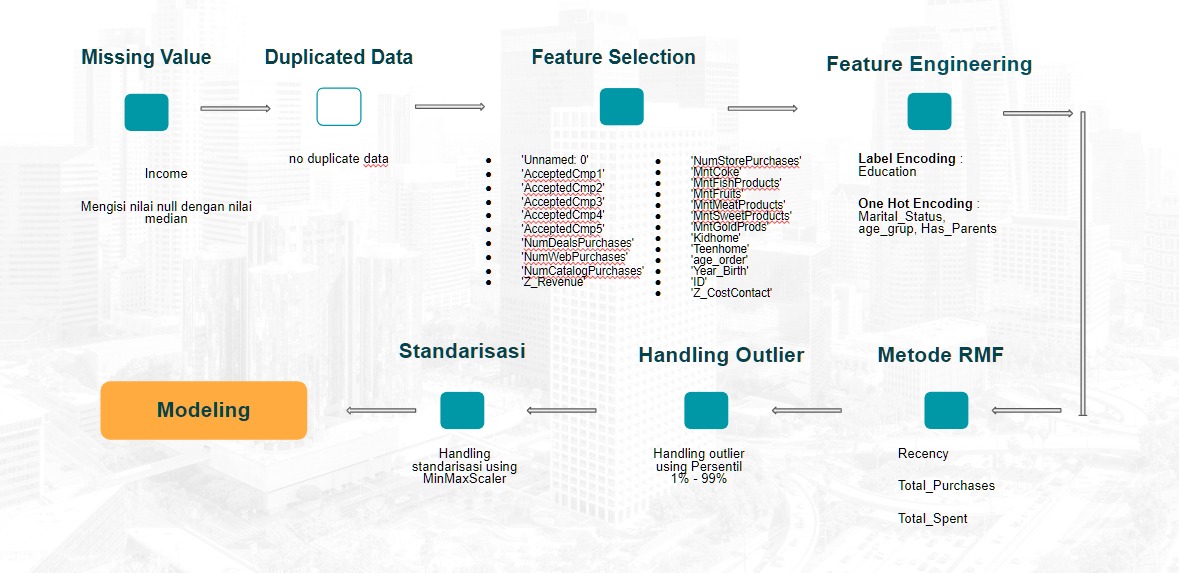 Missing Value
Duplicated Data
Feature Selection
Feature Engineering
Income
Mengisi nilai null dengan nilai
median
no duplicate data
● 'Unnamed: 0'
● 'AcceptedCmp1'
● 'AcceptedCmp2'
● 'AcceptedCmp3'
● 'AcceptedCmp4'
● 'AcceptedCmp5'
● 'NumDealsPurchases'
● 'NumWebPurchases'
● 'NumCatalogPurchases'
● 'Z_Revenue'
● 'NumStorePurchases'
● 'MntCoke'
● 'MntFishProducts'
● 'MntFruits'
● 'MntMeatProducts'
● 'MntSweetProducts'
● 'MntGoldProds'
● 'Kidhome'
● 'Teenhome'
● 'age_order'
● 'Year_Birth'
● 'ID'
● 'Z_CostContact'
Label Encoding :
Education
One Hot Encoding :
Marital_Status,
age_grup, Has_Parents
Metode RMF
Recency
Total_Purchases
Total_Spent
Handling Outlier
Handling outlier
using Persentil
1% - 99%
Standarisasi
Handling
standarisasi using
MinMaxScaler
Modeling